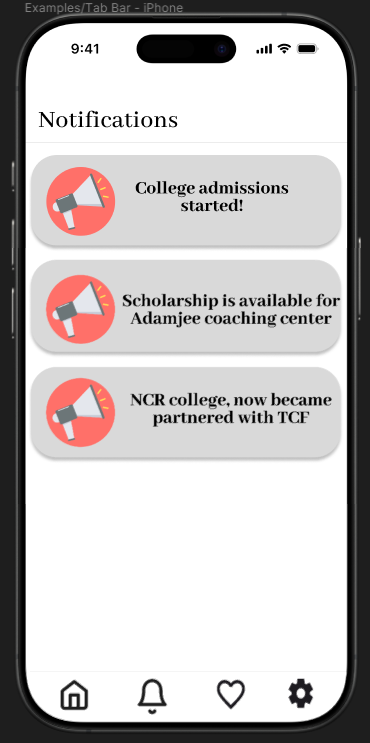 Examples/Tab Bar - iPhone
9:41
Notifications
College admissions
started!
Scholarship is available for
Adamjee coaching center
NCR college, now became
partnered with TCF